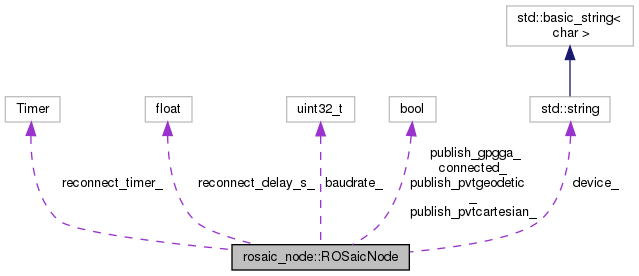 std::basic_string<
char >
Timer
float
uint32_t
bool
std::string
reconnect_timer_
reconnect_delay_s_
baudrate_
publish_gpgga_
connected_
publish_pvtgeodetic
_
publish_pvtcartesian_
device_
rosaic_node::ROSaicNode